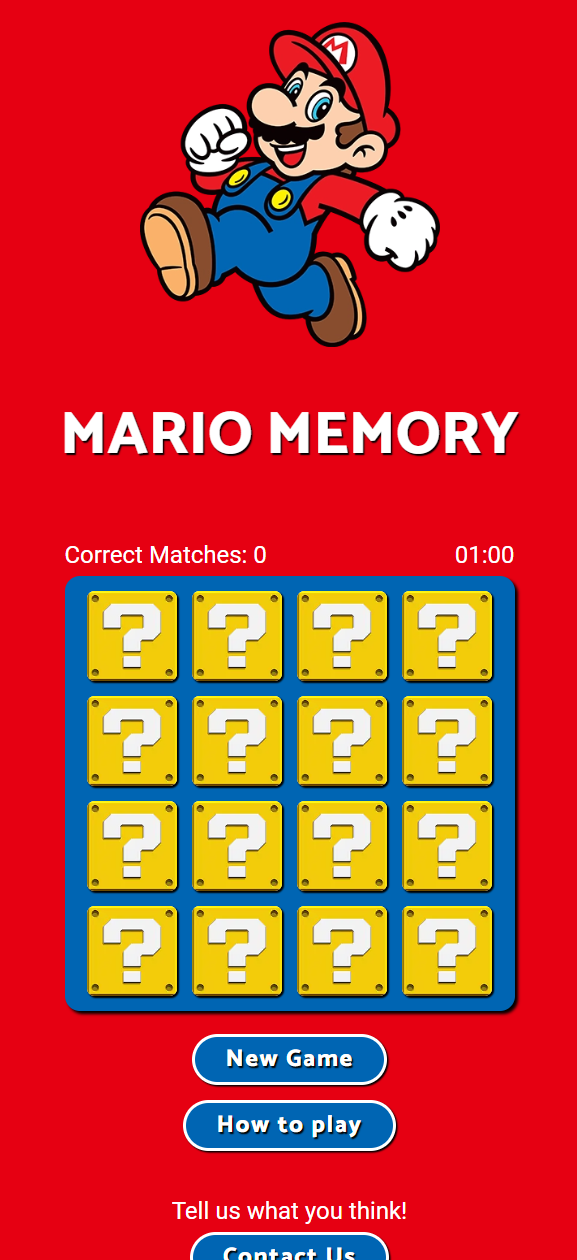 M
MARIO MEMORY
Correct Matches: 0 01:00
? ? ? ?
? ? ? ?
? ? ? ?
? ? ? ?
New Game
How to play
Tell us what you think!
Contact Us